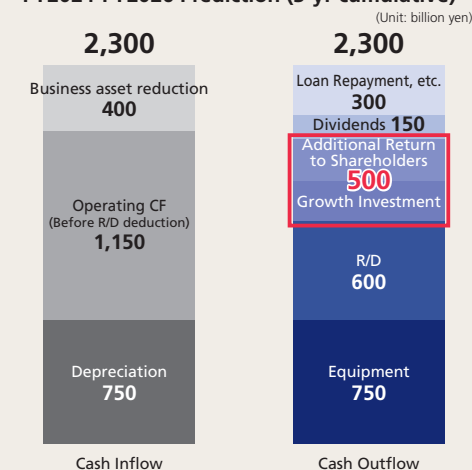 (Unit: billion yen)
2,300
2,300
Business asset reduction
400
Operating CF
(Before R/D deduction)
1,150
Depreciation
750
Cash Inflow
Loan Repayment, etc.
300
Dividends 150
Additional Return
to Shareholders
500
Growth Investment
R/D
600
Equipment
750
Cash Outflow